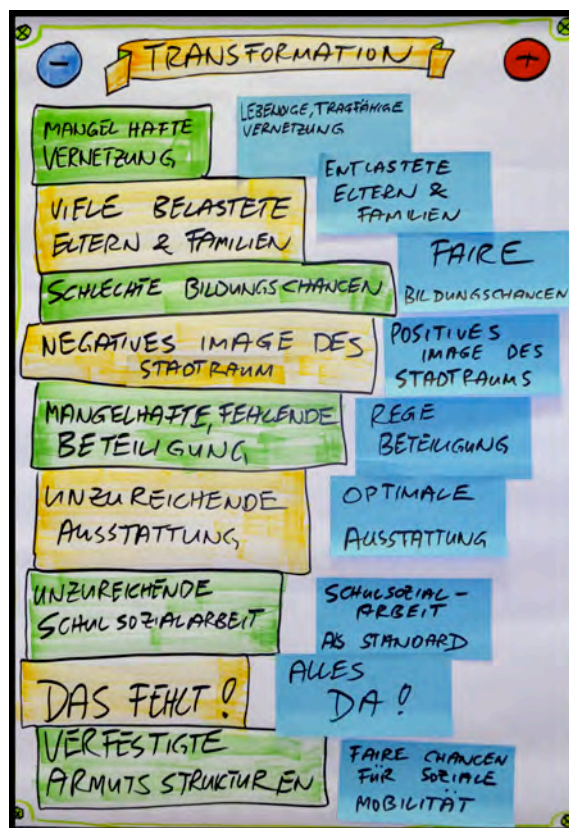 -
TRANSFORMATION
+
MANGELHAFTE
VERNETZUNG
LEBENDIGE, TRAGFÄHIGE
VERNETZUNG
VIELE BELASTETE
ELTERN & FAMILIEN
ENTLASTETE
ELTERN &
FAMILIEN
SCHLECHTE BILDUNGSCHANCEN
FAIRE
BILDUNGSCHANCEN
NEGATIVES IMAGE DES
STADTRAUM
POSITIVES
IMAGE DES
STADTRAUMS
MANGELHAFTE, FEHLENDE
BETEILIGUNG
REGE
BETEILIGUNG
UNZUREICHENDE
AUSSTATTUNG
OPTIMALE
AUSSTATTUNG
UNZUREICHENDE
SCHULSOZIALARBEIT
SCHULSOZIAL-
ARBEIT
ALS STANDARD
DAS FEHLT!
ALLES
DA!
VERFESTIGTE
ARMUTSSTRUKTUREN
FAIRE CHANCEN
FÜR SOZIALE
MOBILITÄT